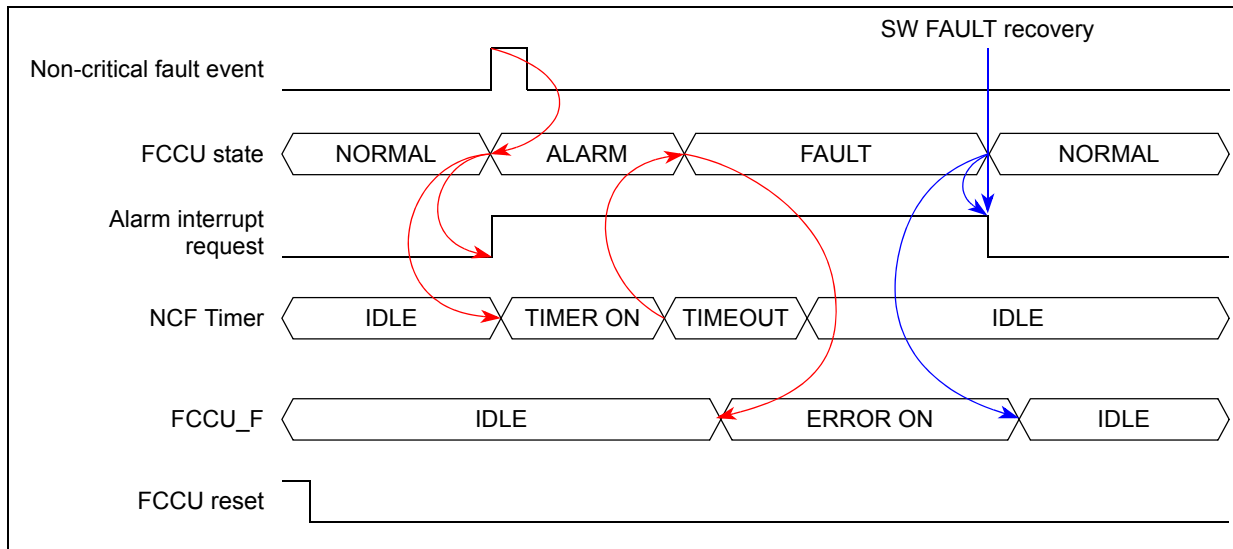 SW FAULT recovery
Non-critical fault event
FCCU state
NORMAL
ALARM
FAULT
NORMAL
Alarm interrupt
request
NCF Timer
IDLE
TIMER ON
TIMEOUT
IDLE
FCCU_F
IDLE
ERROR ON
IDLE
FCCU reset